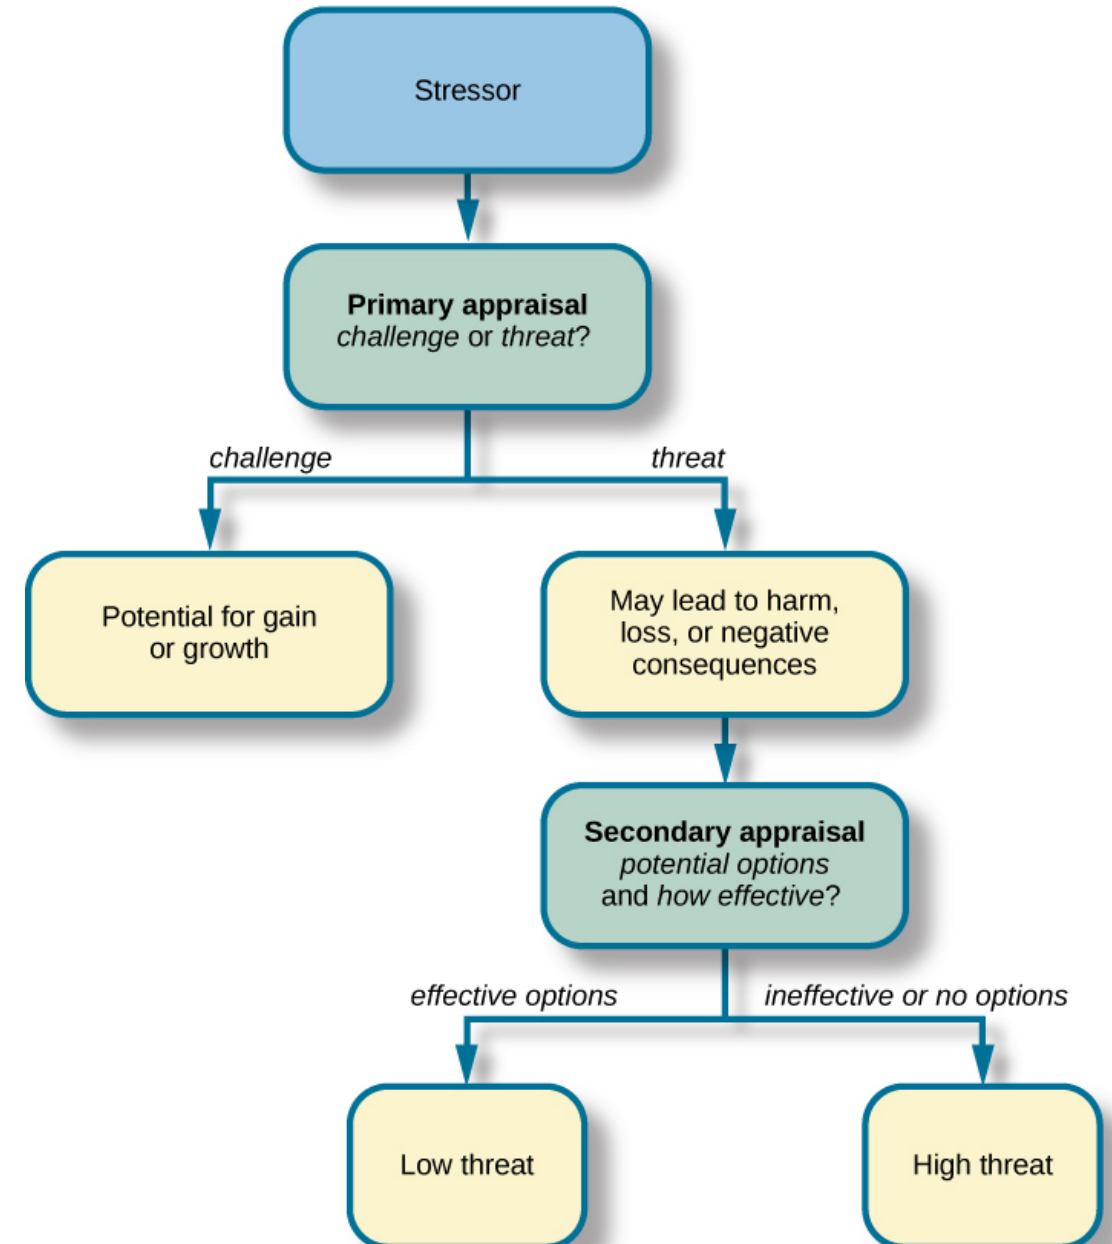 Stressor
Primary appraisal
challenge or threat?
challenge
threat
Potential for gain
or growth
May lead to harm,
loss, or negative
consequences
Secondary appraisal
potential options
and how effective?
effective options
ineffective or no options
Low threat
High threat